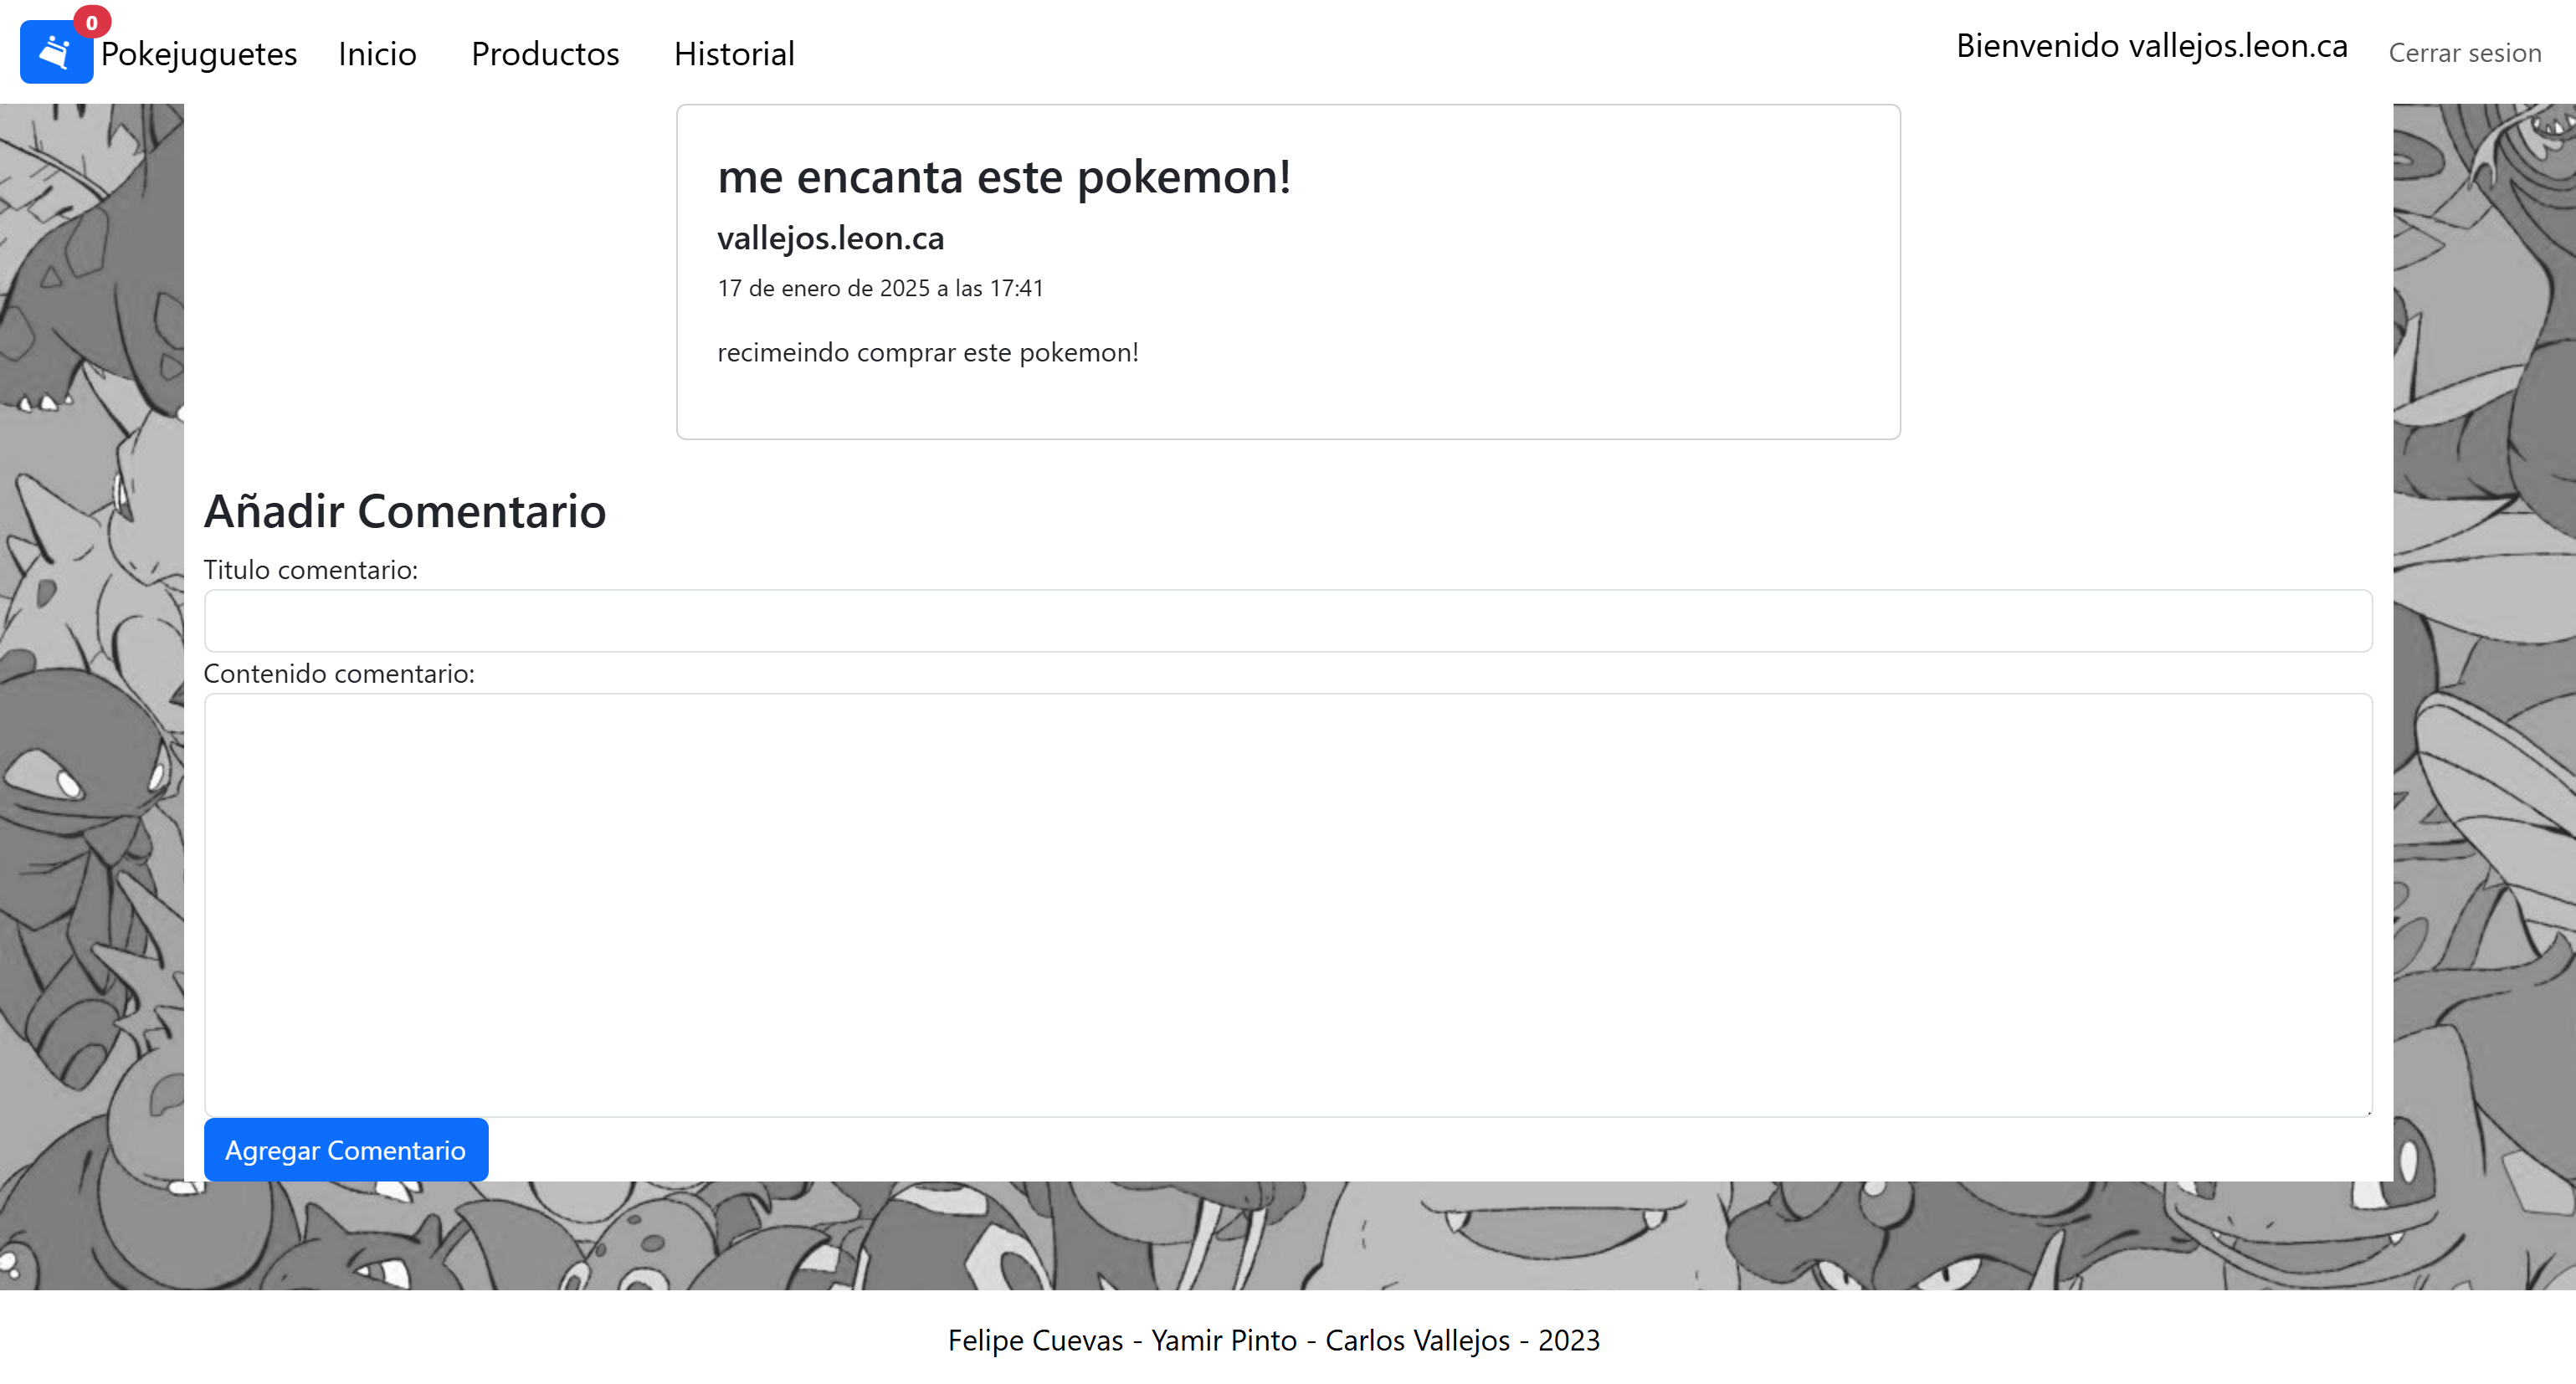 0
Pokejuguetes Inicio Productos Historial Bienvenido vallejos.leon.ca Cerrar sesion
me encanta este pokemon!
vallejos.leon.ca
17 de enero de 2025 a las 17:41
recimeindo comprar este pokemon!
Añadir Comentario
Titulo comentario:
Contenido comentario:
Agregar Comentario
Felipe Cuevas - Yamir Pinto - Carlos Vallejos - 2023